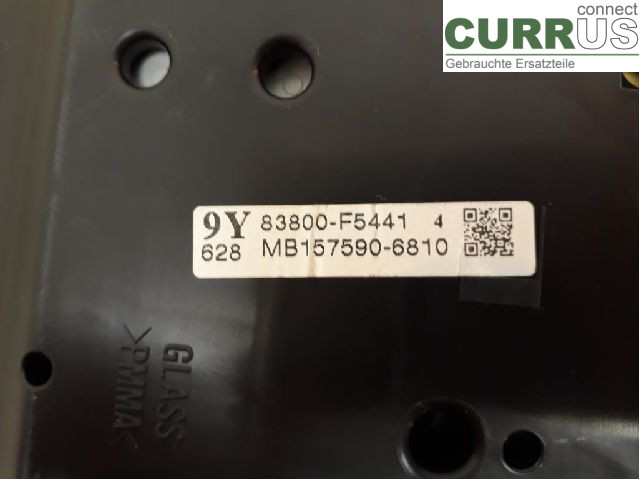 connect
CURRUS
Gebrauchte Ersatzteile
9Y 83800-F5441 4
628 MB157590-6810
GLASS
>PMMA<